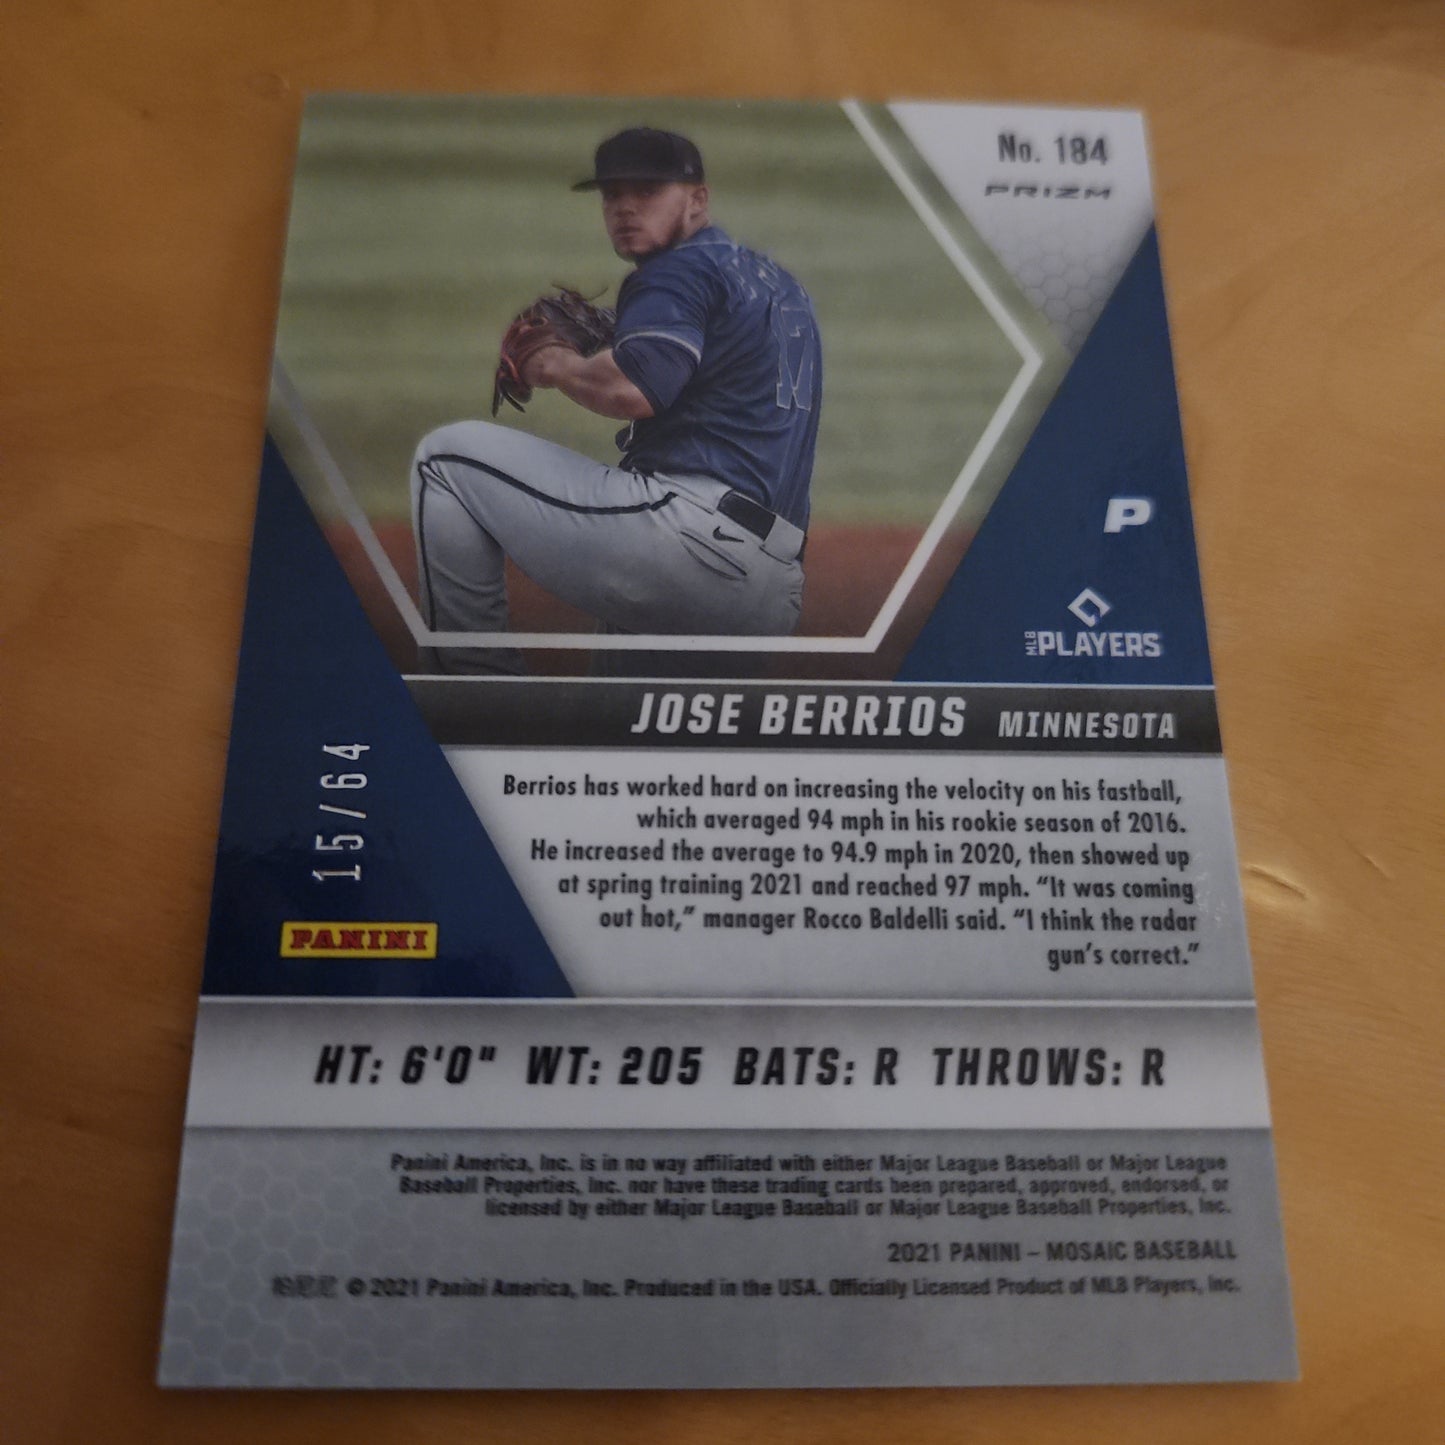 No. 184
PRIZM
17
P
MLB PLAYERS
JOSE BERRIOS MINNESOTA
15/64
Berrios has worked hard on increasing the velocity on his fastball,
which averaged 94 mph in his rookie season of 2016.
He increased the average to 94.9 mph in 2020, then showed up
at spring training 2021 and reached 97 mph. “It was coming
out hot,” manager Rocco Baldelli said. “I think the radar
gun’s correct.”
PANINI
HT: 6'0" WT: 205 BATS: R THROWS: R
Panini America, Inc. is in no way affiliated with either Major League Baseball or Major League
Baseball Properties, Inc. nor have these trading cards been prepared, approved, endorsed, or
licensed by either Major League Baseball or Major League Baseball Properties, Inc.
2021 PANINI – MOSAIC BASEBALL
© 2021 Panini America, Inc. Produced in the USA. Officially Licensed Product of MLB Players, Inc.